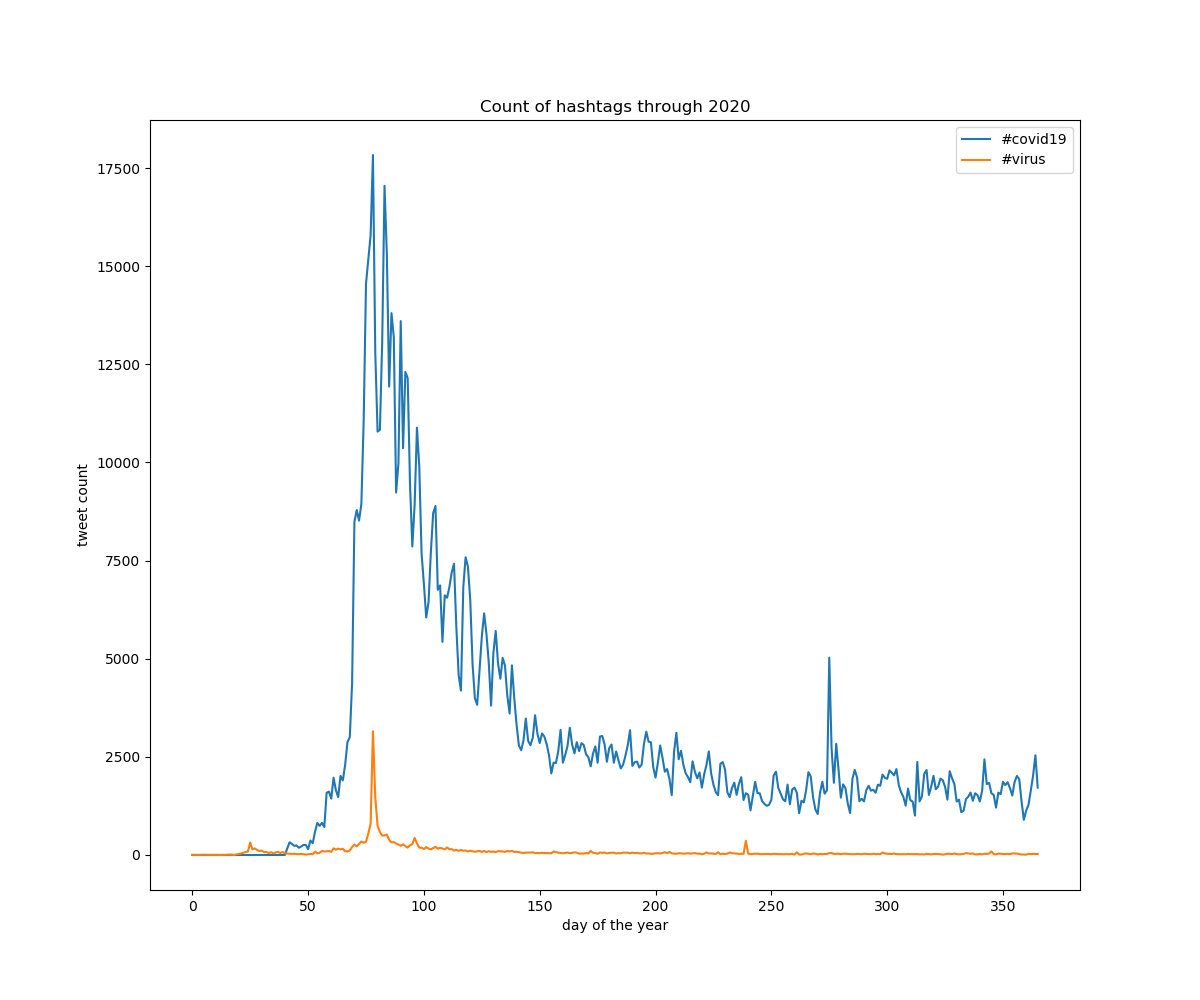 Count of hashtags through 2020
#covid19
#virus
tweet count
17500
15000
12500
10000
7500
5000
2500
0
0 50 100 150 200 250 300 350
day of the year